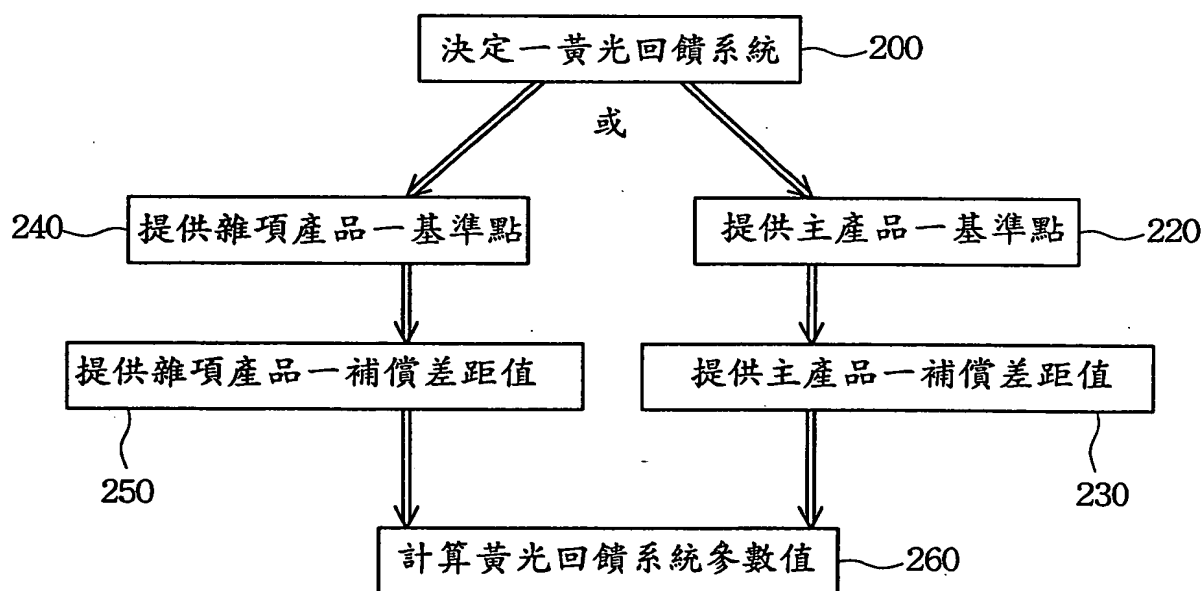 決定一黃光回饋系統
200
或
240
提供雜項產品一基準點
提供主產品一基準點
220
提供雜項產品一補償差距值
提供主產品一補償差距值
250
230
計算黃光回饋系統參數值
260